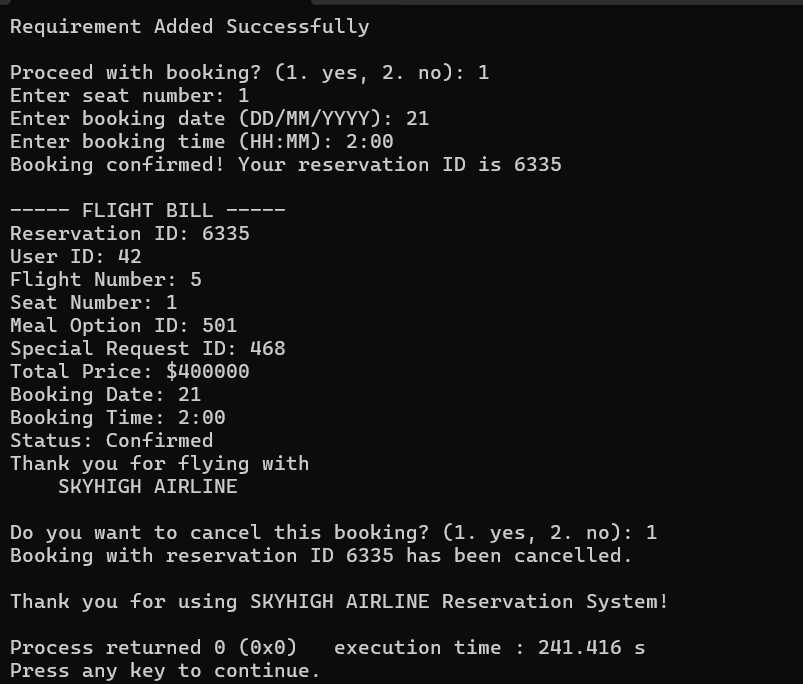 Requirement Added Successfully
Proceed with booking? (1. yes, 2. no): 1
Enter seat number: 1
Enter booking date (DD/MM/YYYY): 21
Enter booking time (HH:MM): 2:00
Booking confirmed! Your reservation ID is 6335
----- FLIGHT BILL -----
Reservation ID: 6335
User ID: 42
Flight Number: 5
Seat Number: 1
Meal Option ID: 501
Special Request ID: 468
Total Price: $400000
Booking Date: 21
Booking Time: 2:00
Status: Confirmed
Thank you for flying with
    SKYHIGH AIRLINE
Do you want to cancel this booking? (1. yes, 2. no): 1
Booking with reservation ID 6335 has been cancelled.
Thank you for using SKYHIGH AIRLINE Reservation System!
Process returned 0 (0x0)   execution time : 241.416 s
Press any key to continue.